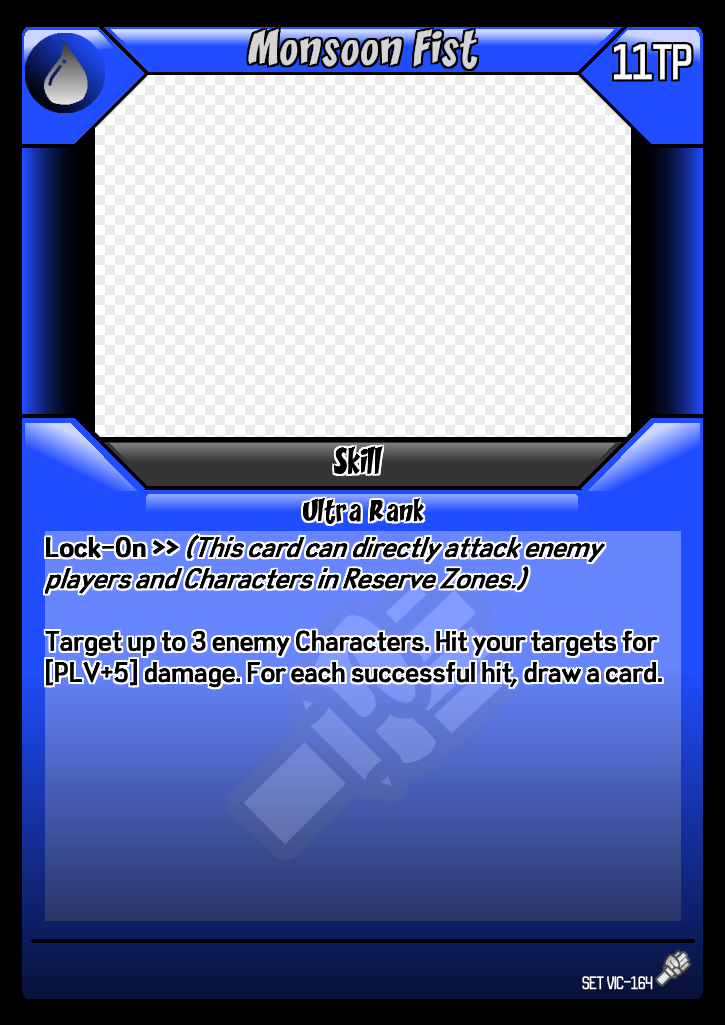 Monsoon Fist
11TP
Skill
Ultra Rank
Lock-On >> (This card can directly attack enemy
players and Characters in Reserve Zones.)
Target up to 3 enemy Characters. Hit your targets for
[PLV+5] damage. For each successful hit, draw a card.
SET VIC-164